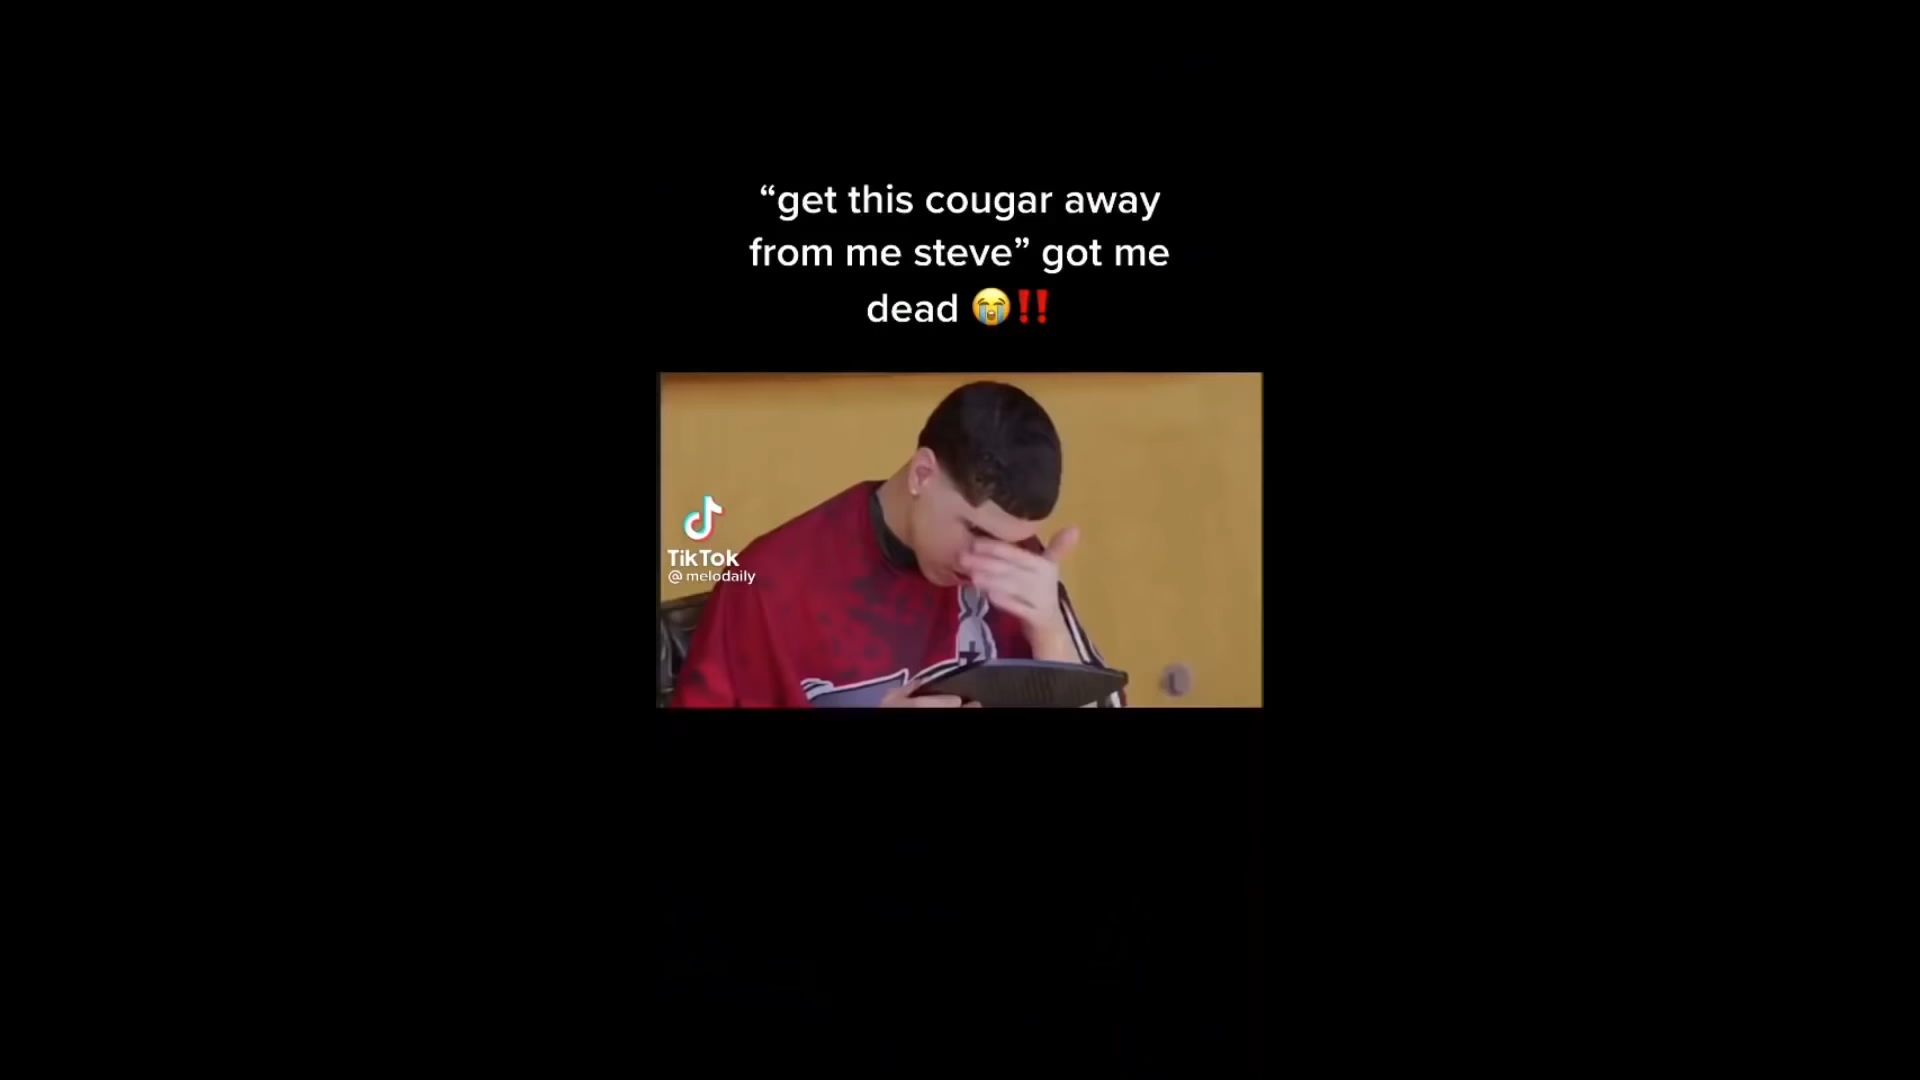 “get this cougar away
from me steve” got me
dead 😭‼️
TikTok
@melodaily